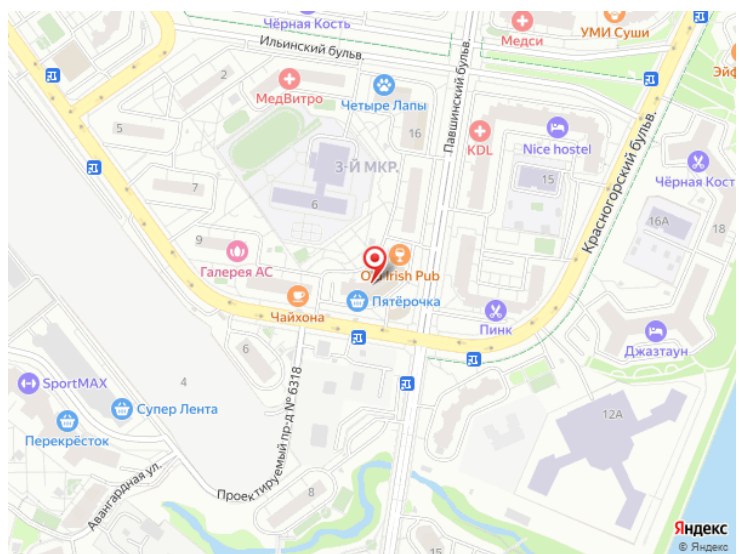 Чёрная Кость
Медси
УМИ Суши
Ильинский бульв.
Павшинский бульв.
2
МедВитро
Четыре Лапы
Эйф
5
16
KDL
Nice hostel
Красногорский бульв.
3-Й МКР.
7
15
Чёрная Кост
6
16А
18
9
Галерея АС
Old Irish Pub
Чайхона
Пятёрочка
Пинк
Джазтаун
6
4
SportMAX
Супер Лента
Перекрёсток
Проектируемый пр-д № 6318
12А
Авангардная ул.
8
15
Яндекс
© Яндекс